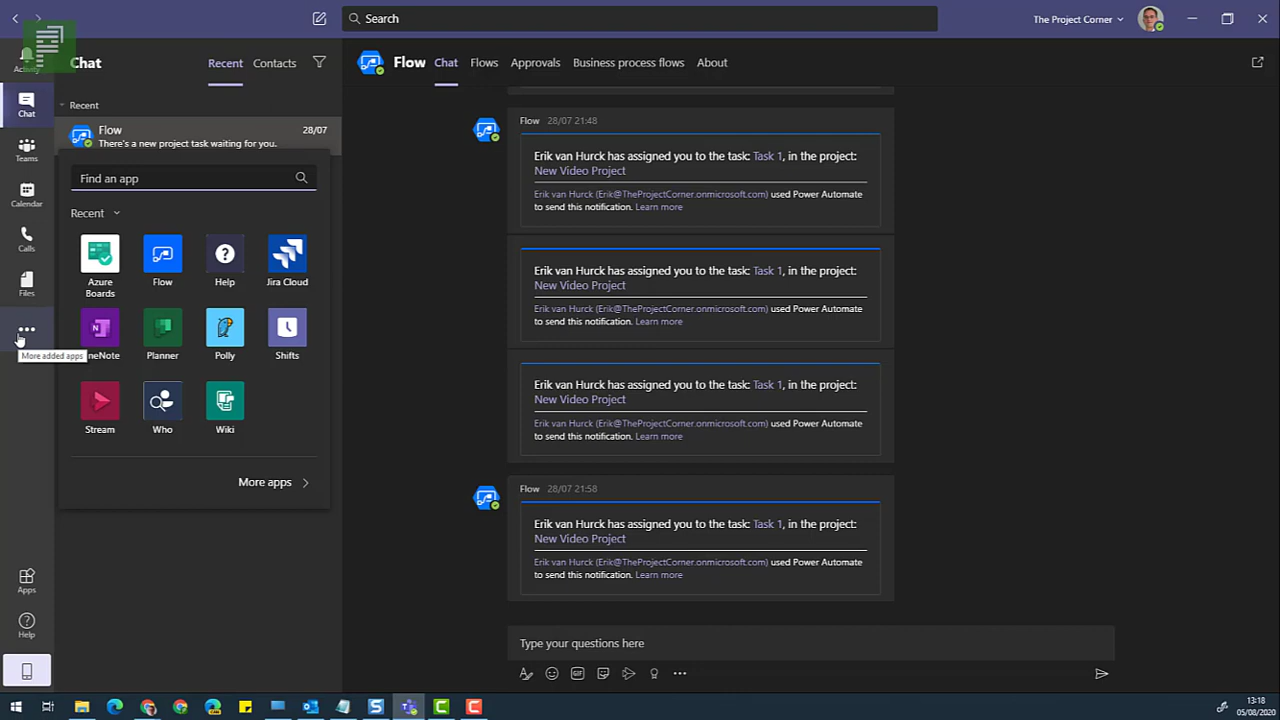 Search
The Project Corner
Activity
Chat
Recent
Contacts
Flow
Chat
Flows
Approvals
Business process flows
About
Chat
Teams
Calendar
Calls
Files
More added apps
Apps
Help
Recent
Flow
28/07
There's a new project task waiting for you.
Find an app
Recent
Azure
Boards
Flow
Help
Jira Cloud
OneNote
Planner
Polly
Shifts
Stream
Who
Wiki
More apps
Flow 28/07 21:48
Erik van Hurck has assigned you to the task: Task 1, in the project:
New Video Project
Erik van Hurck (Erik@TheProjectCorner.onmicrosoft.com) used Power Automate
to send this notification. Learn more
Erik van Hurck has assigned you to the task: Task 1, in the project:
New Video Project
Erik van Hurck (Erik@TheProjectCorner.onmicrosoft.com) used Power Automate
to send this notification. Learn more
Erik van Hurck has assigned you to the task: Task 1, in the project:
New Video Project
Erik van Hurck (Erik@TheProjectCorner.onmicrosoft.com) used Power Automate
to send this notification. Learn more
Flow 28/07 21:58
Erik van Hurck has assigned you to the task: Task 1, in the project:
New Video Project
Erik van Hurck (Erik@TheProjectCorner.onmicrosoft.com) used Power Automate
to send this notification. Learn more
Type your questions here
GIF
13:18
05/08/2020